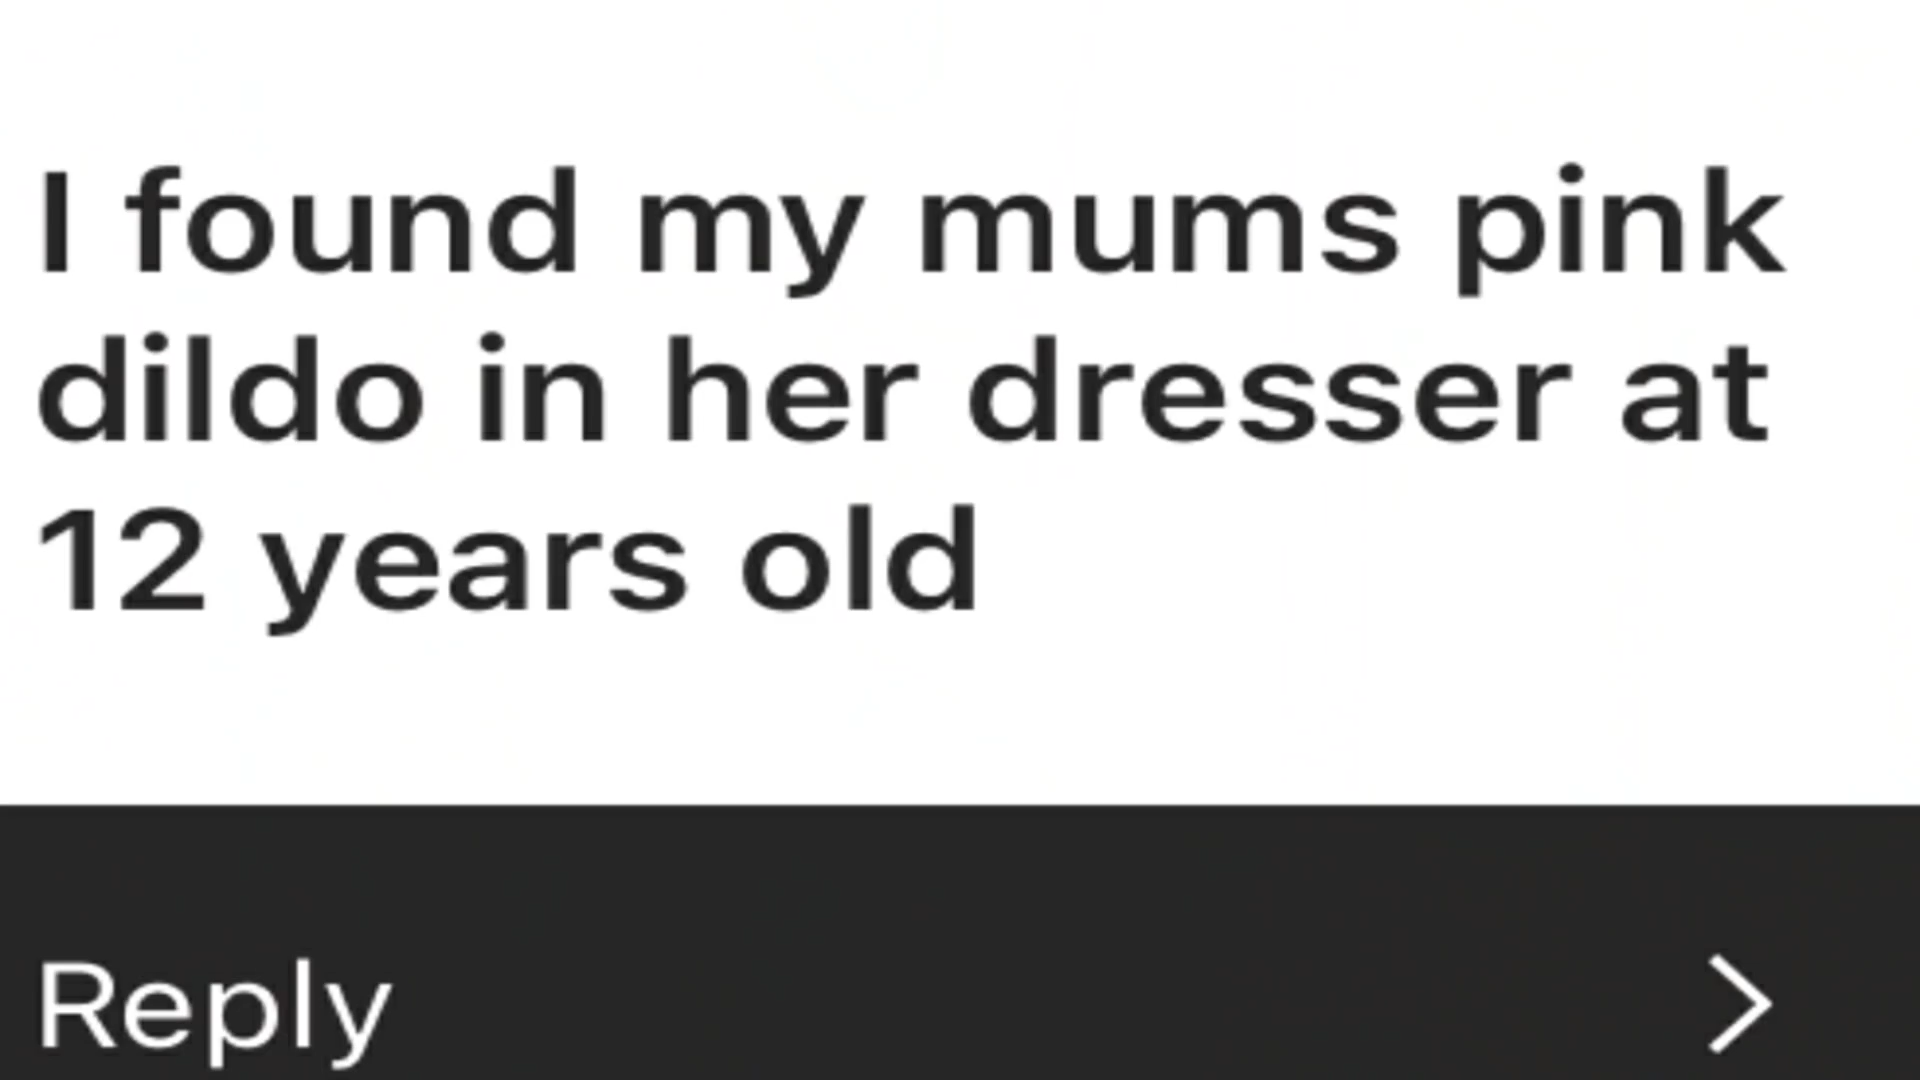 I found my mums pink
dildo in her dresser at
12 years old
Reply